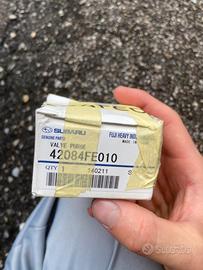 SUBARU
GENUINE PARTS
FUJI HEAVY INDU
MADE IN
VALVE PURGE
42084FE010
QTY 1
160211
S
SUBITO